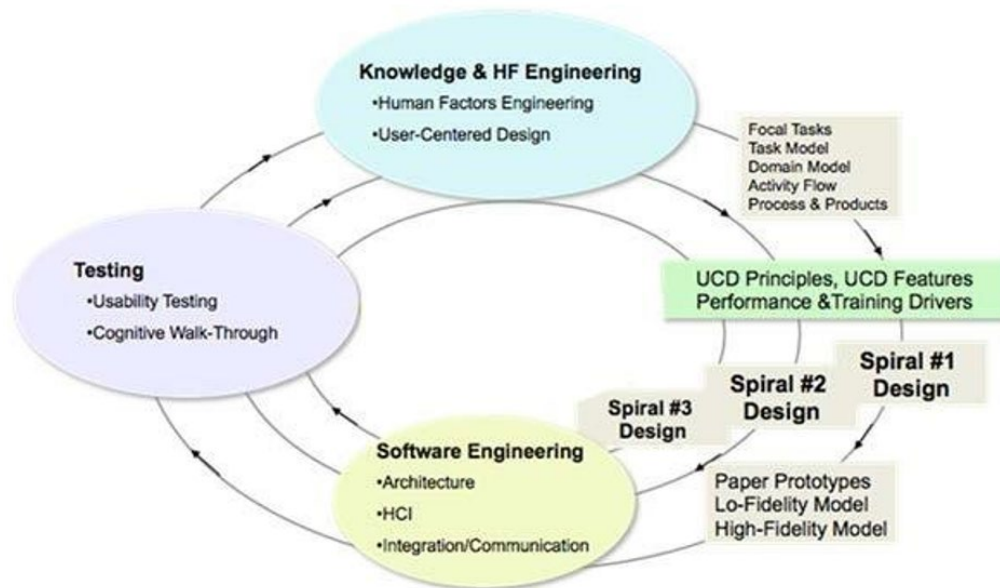 Knowledge & HF Engineering
•Human Factors Engineering
•User-Centered Design
Focal Tasks
Task Model
Domain Model
Activity Flow
Process & Products
Testing
•Usability Testing
•Cognitive Walk-Through
UCD Principles, UCD Features
Performance &Training Drivers
Spiral #1
Design
Spiral #2
Design
Spiral #3
Design
Software Engineering
•Architecture
•HCI
•Integration/Communication
Paper Prototypes
Lo-Fidelity Model
High-Fidelity Model